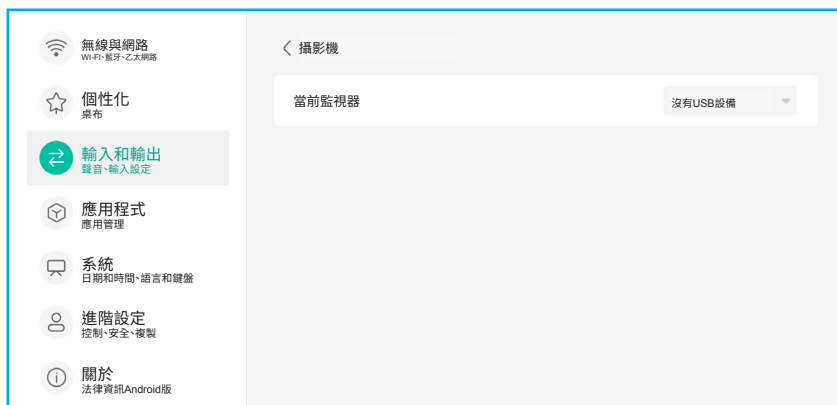 無線與網路
Wi-Fi、藍牙、乙太網路
個性化
桌布
輸入和輸出
聲音、輸入設定
應用程式
應用管理
系統
日期和時間、語言和鍵盤
進階設定
控制、安全、複製
關於
法律資訊Android版
攝影機
當前監視器
沒有USB設備